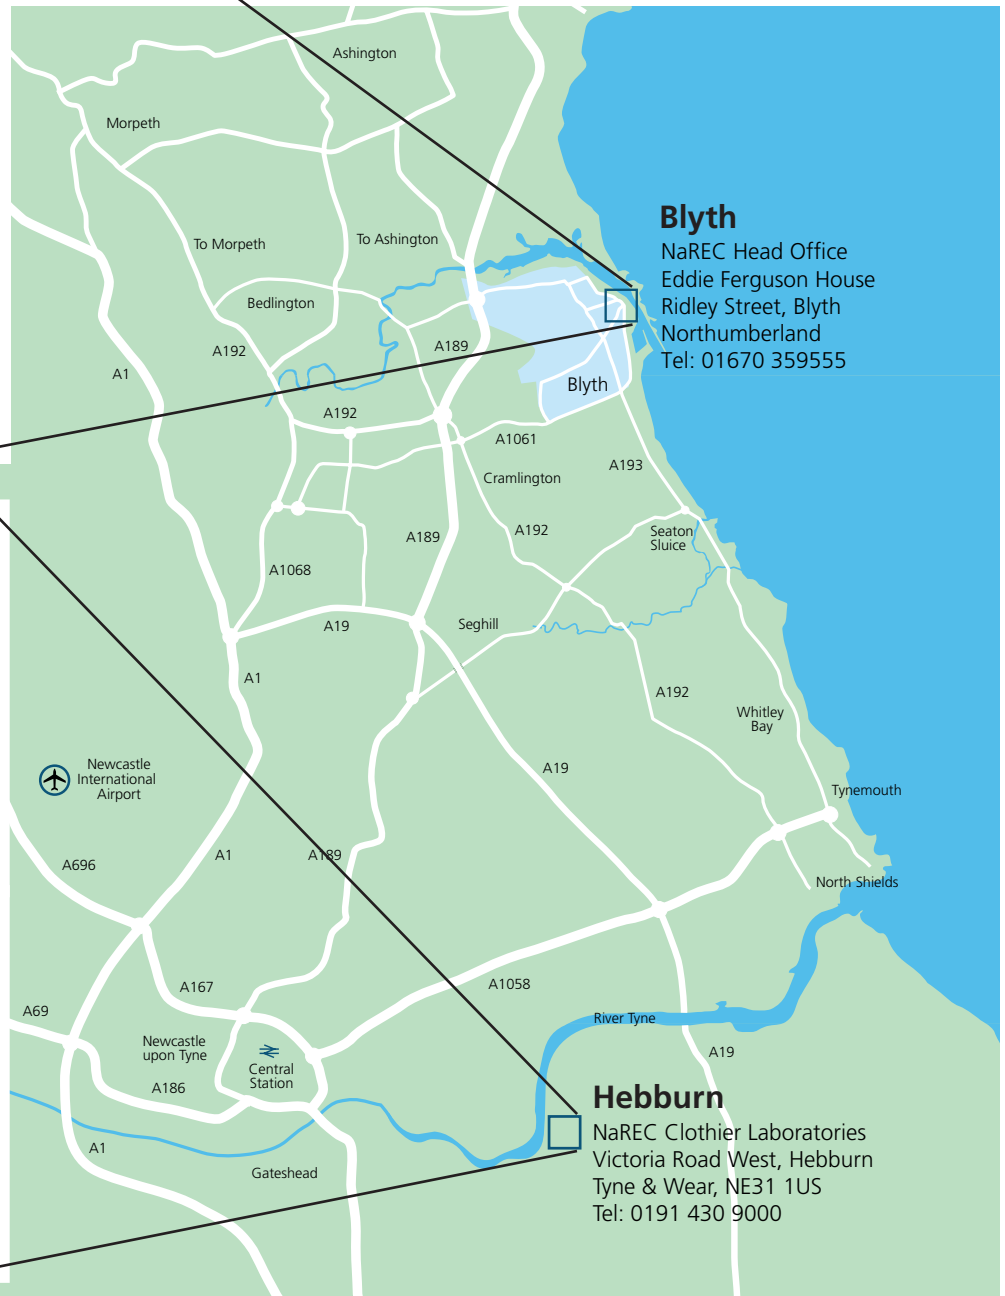 Ashington
Morpeth
Blyth
NaREC Head Office
Eddie Ferguson House
Ridley Street, Blyth
Northumberland
Tel: 01670 359555
To Morpeth
To Ashington
Bedlington
A189
A192
A1
Blyth
A192
A1061
A193
Cramlington
A189
A192
Seaton
Sluice
A1068
A19
Seghill
A1
A192
Whitley
Bay
Newcastle
International
Airport
A19
Tynemouth
A696
A1
A189
North Shields
A167
A1058
A69
River Tyne
Newcastle
upon Tyne
Central
Station
A19
A186
Hebburn
NaREC Clothier Laboratories
Victoria Road West, Hebburn
Tyne & Wear, NE31 1US
Tel: 0191 430 9000
A1
Gateshead